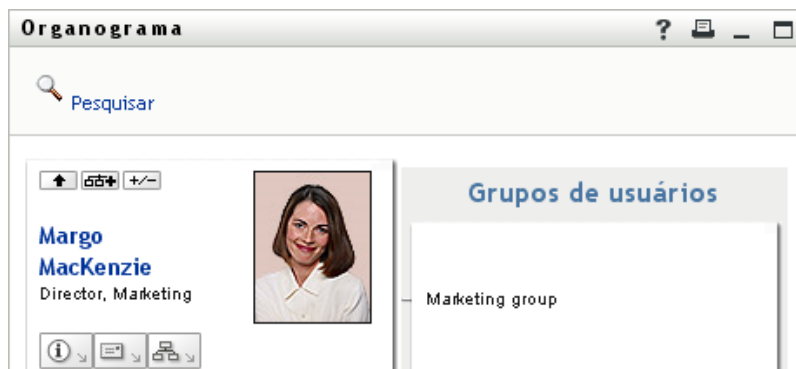 Organograma
Pesquisar
+/-
Margo
MacKenzie
Director, Marketing
Grupos de usuários
Marketing group